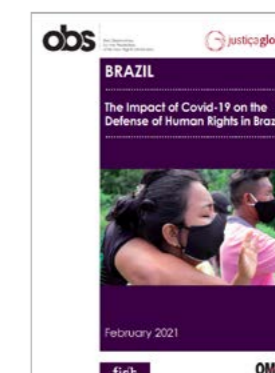 obs
justiça glo
BRAZIL
The Impact of Covid-19 on the
Defense of Human Rights in Braz
February 2021
fidh
OM